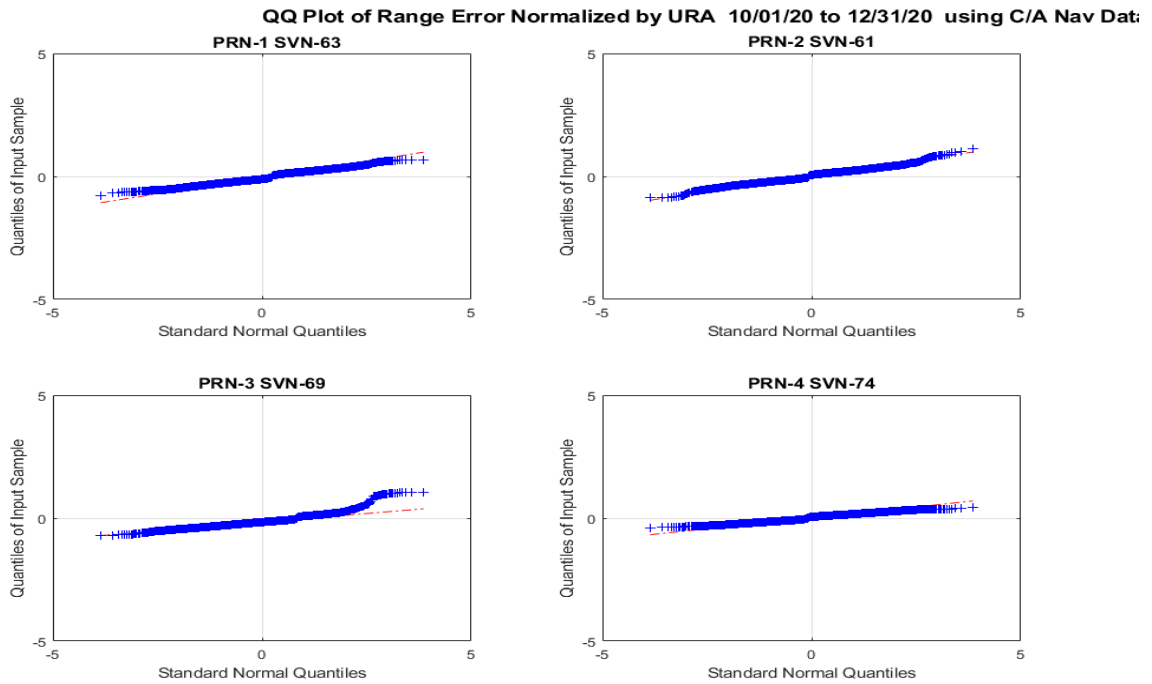 QQ Plot of Range Error Normalized by URA 10/01/20 to 12/31/20 using C/A Nav Data
PRN-1 SVN-63
5
0
-5
Quantiles of Input Sample
-5 0 5
Standard Normal Quantiles
PRN-2 SVN-61
5
0
-5
Quantiles of Input Sample
-5 0 5
Standard Normal Quantiles
PRN-3 SVN-69
5
0
-5
Quantiles of Input Sample
-5 0 5
Standard Normal Quantiles
PRN-4 SVN-74
5
0
-5
Quantiles of Input Sample
-5 0 5
Standard Normal Quantiles